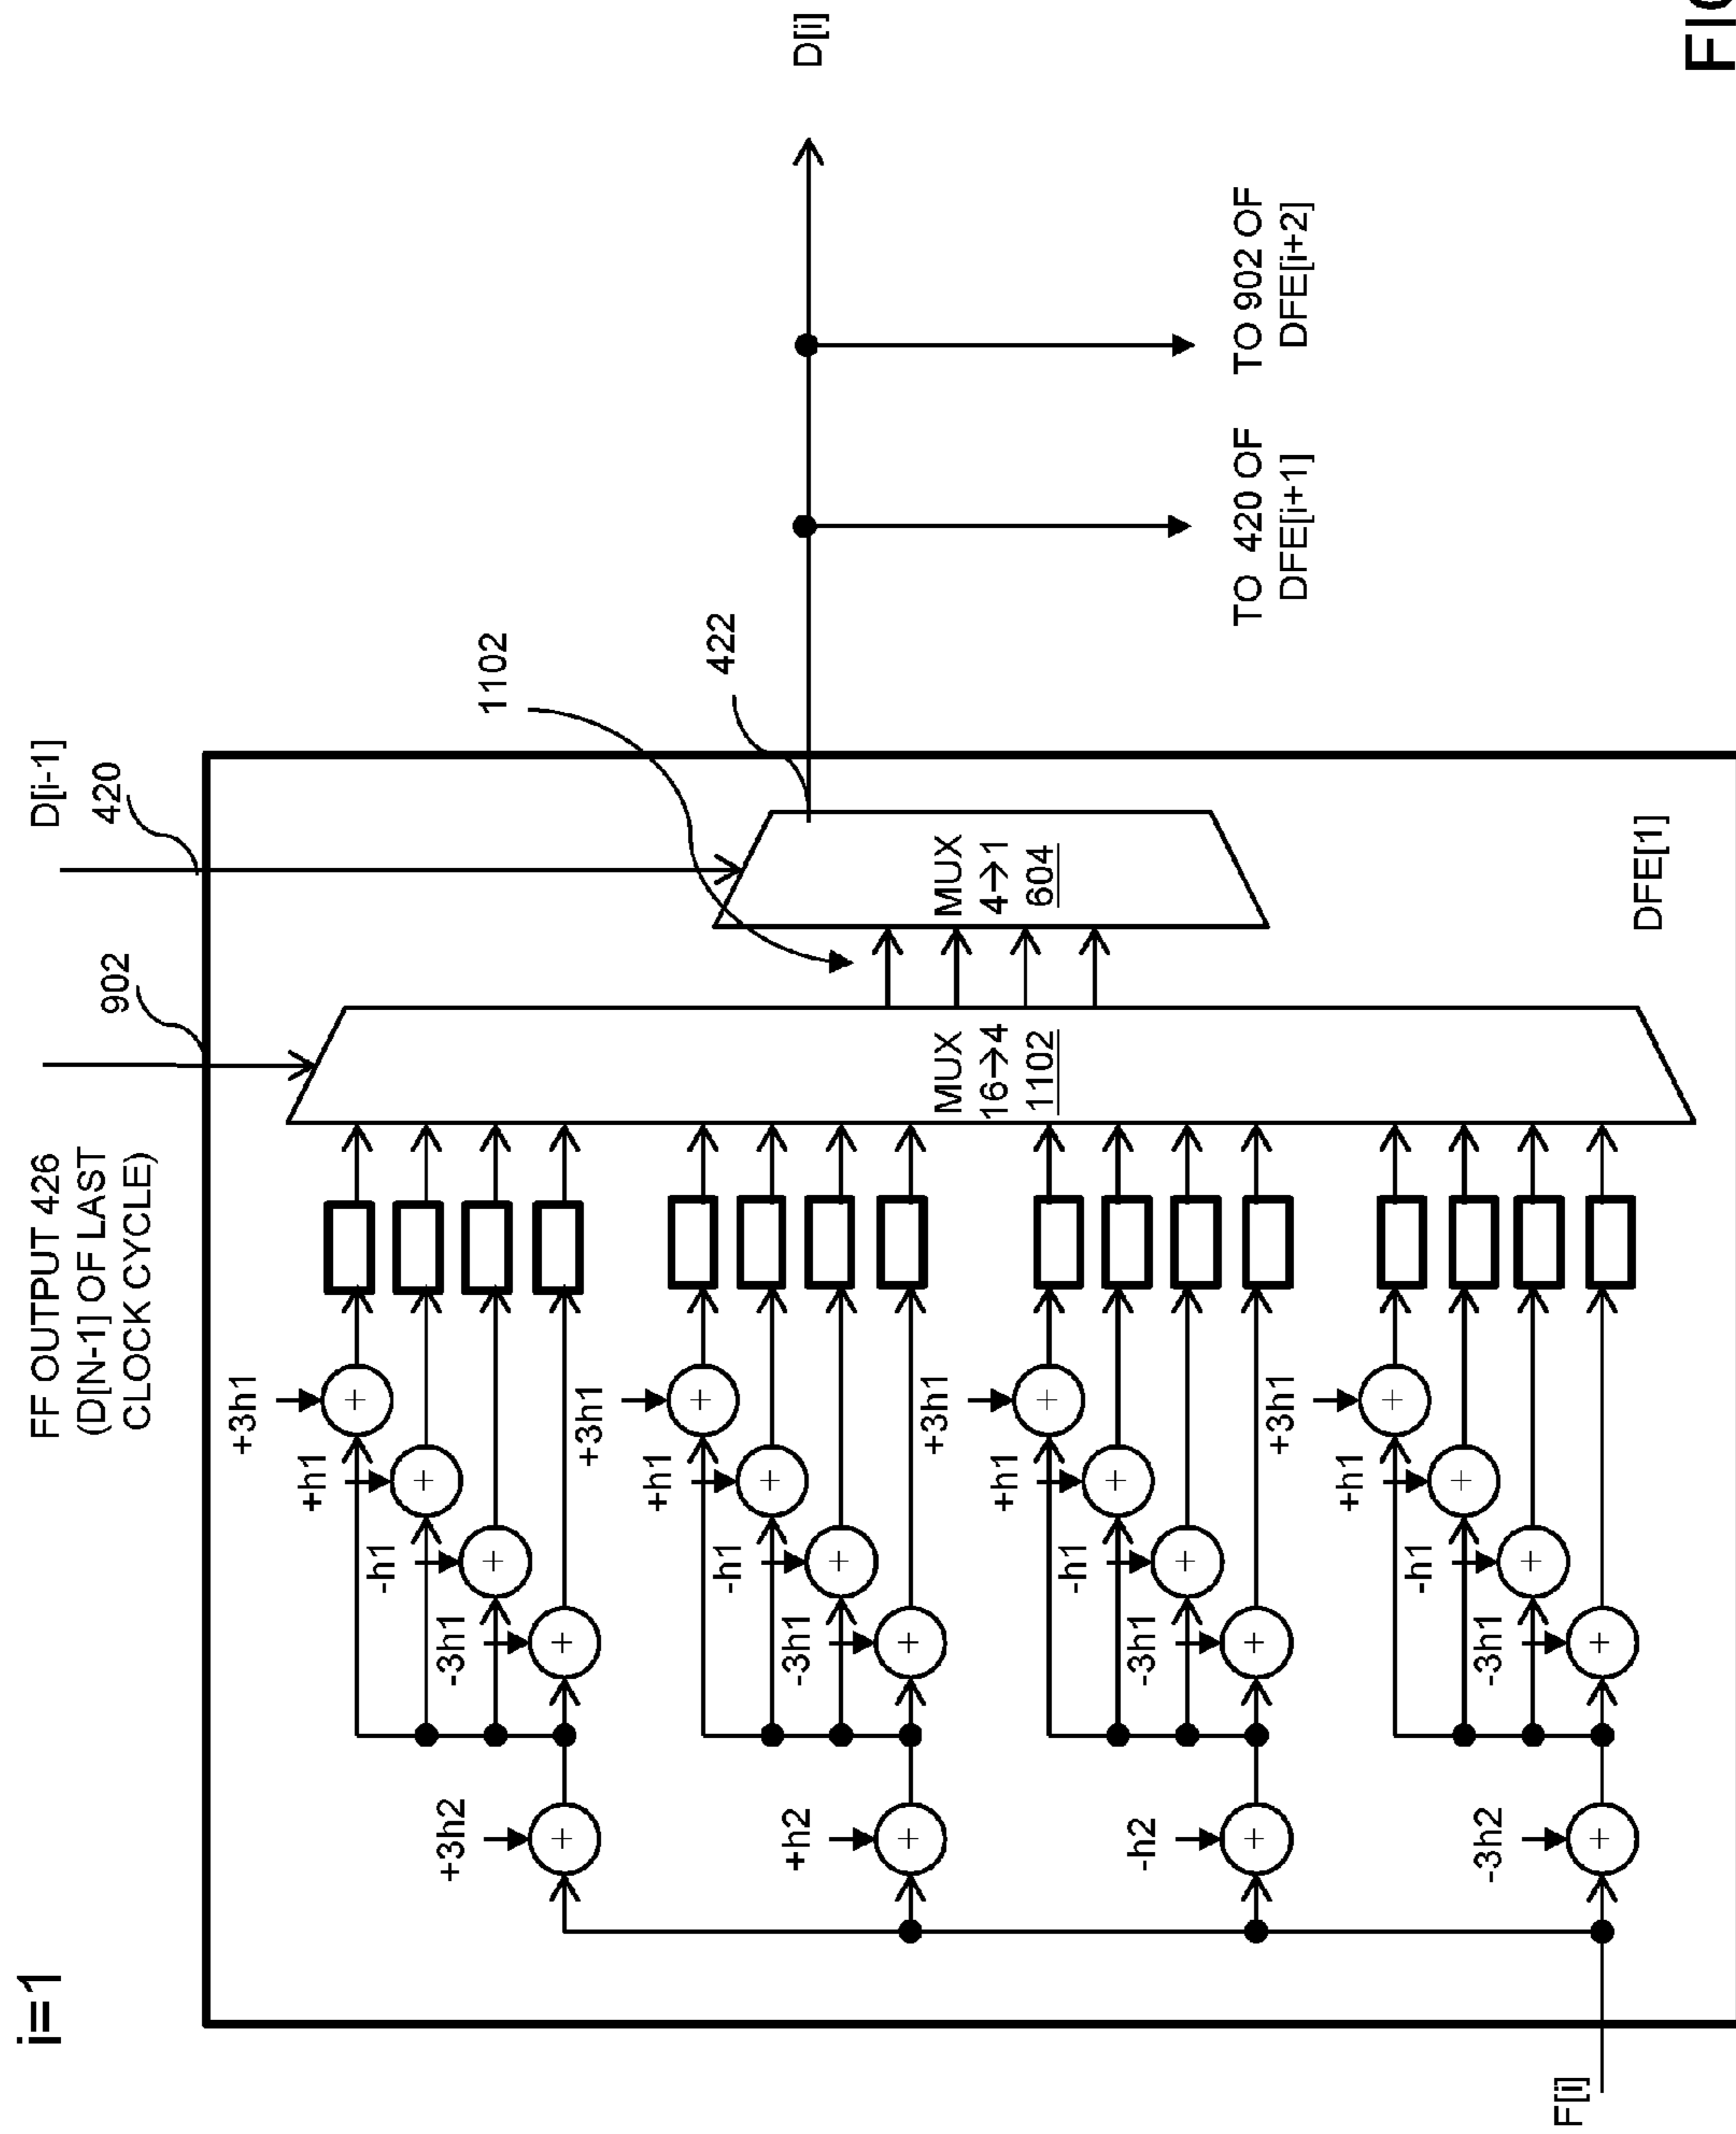 i=1
FF OUTPUT 426
(D[N-1] OF LAST
CLOCK CYCLE)
902
D[i-1]
420
+3h1
+h1
-h1
-3h1
+3h2
+3h1
+h1
-h1
-3h1
+h2
+3h1
+h1
-h1
-3h1
-h2
+3h1
+h1
-h1
-3h1
-3h2
F[i]
MUX
16→4
1102
MUX
4→1
604
1102
422
D[i]
TO 420 OF
DFE[i+1]
TO 902 OF
DFE[i+2]
DFE[1]